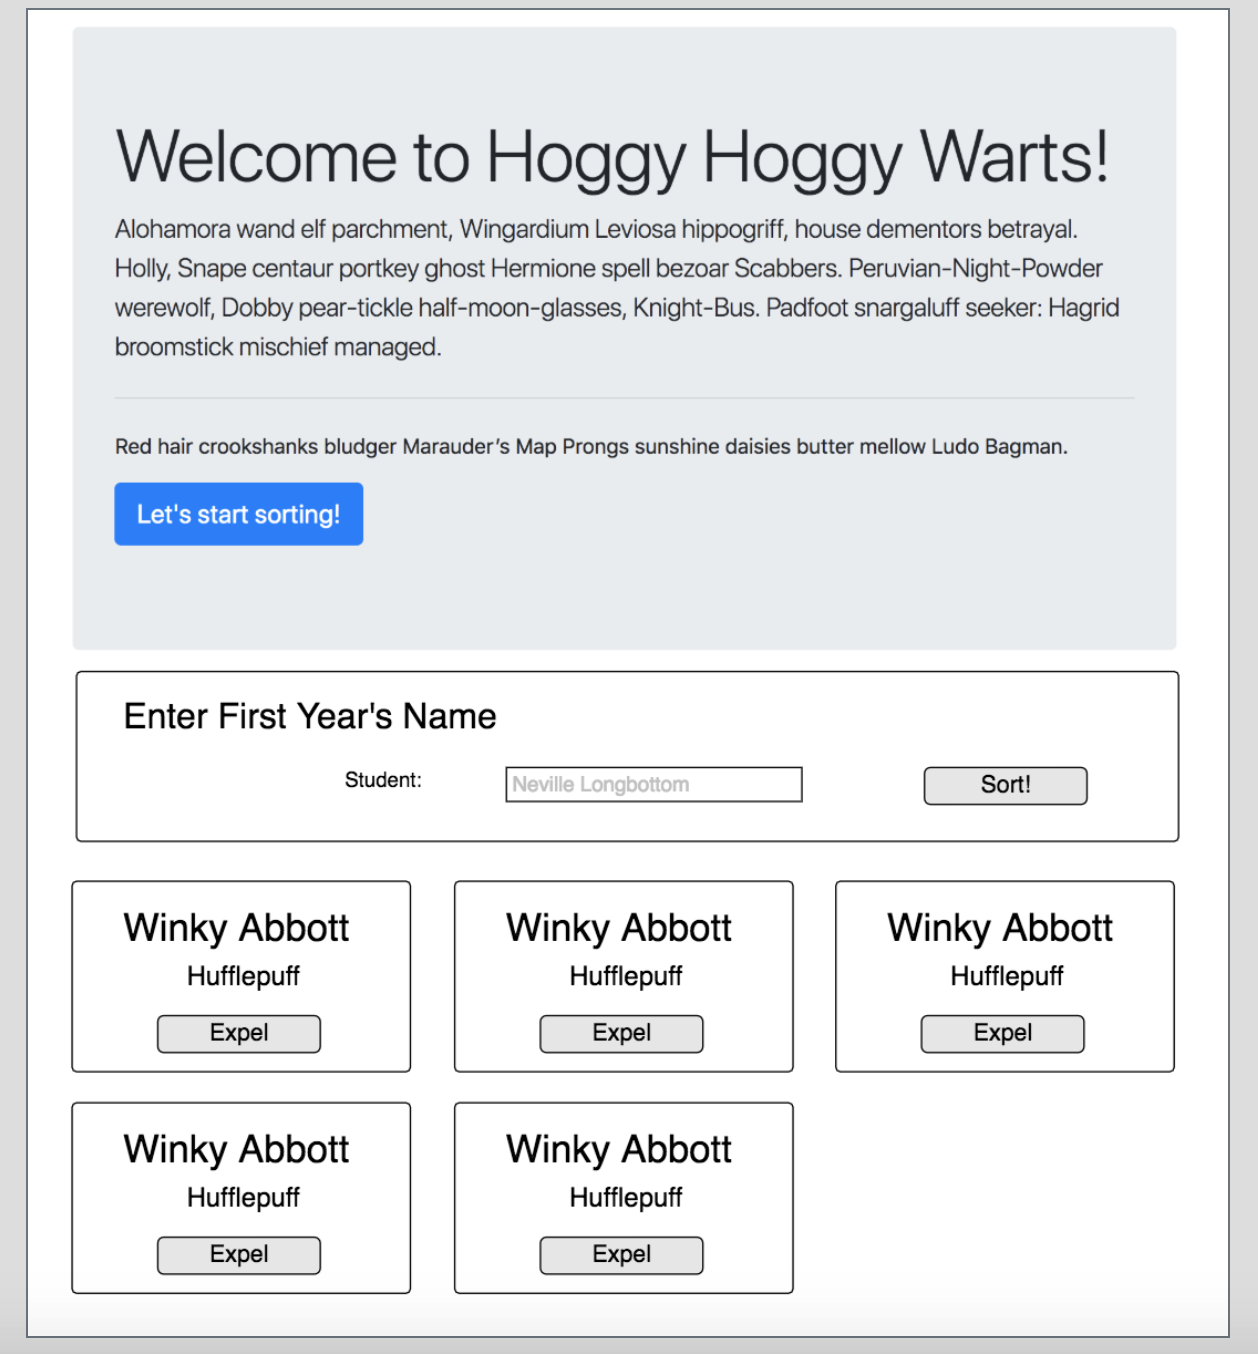 Welcome to Hoggy Hoggy Warts!
Alohamora wand elf parchment, Wingardium Leviosa hippogriff, house dementors betrayal.
Holly, Snape centaur portkey ghost Hermione spell bezoar Scabbers. Peruvian-Night-Powder
werewolf, Dobby pear-tickle half-moon-glasses, Knight-Bus. Padfoot snargaluff seeker: Hagrid
broomstick mischief managed.
Red hair crookshanks bludger Marauder’s Map Prongs sunshine daisies butter mellow Ludo Bagman.
Let's start sorting!
Enter First Year's Name
Student: Neville Longbottom Sort!
Winky Abbott Winky Abbott Winky Abbott
Hufflepuff Hufflepuff Hufflepuff
Expel Expel Expel
Winky Abbott Winky Abbott
Hufflepuff Hufflepuff
Expel Expel